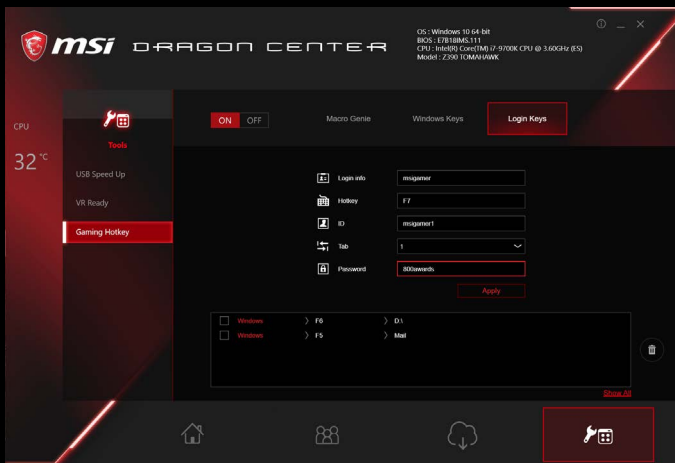 OS : Windows 10 64-bit
BIOS : E7B18IMS.111
CPU : Intel(R) Core(TM) i7-9700K CPU @ 3.60GHz (ES)
Model : Z390 TOMAHAWK
msi DRAGON CENTER
CPU
32°C
Tools
USB Speed Up
VR Ready
Gaming Hotkey
ON OFF
Macro Genie
Windows Keys
Login Keys
Login info msigamer
Hotkey F7
ID msigamer1
Tab 1
Password 800awards
Apply
Windows > F6 > D:\
Windows > F5 > Mail
Show All